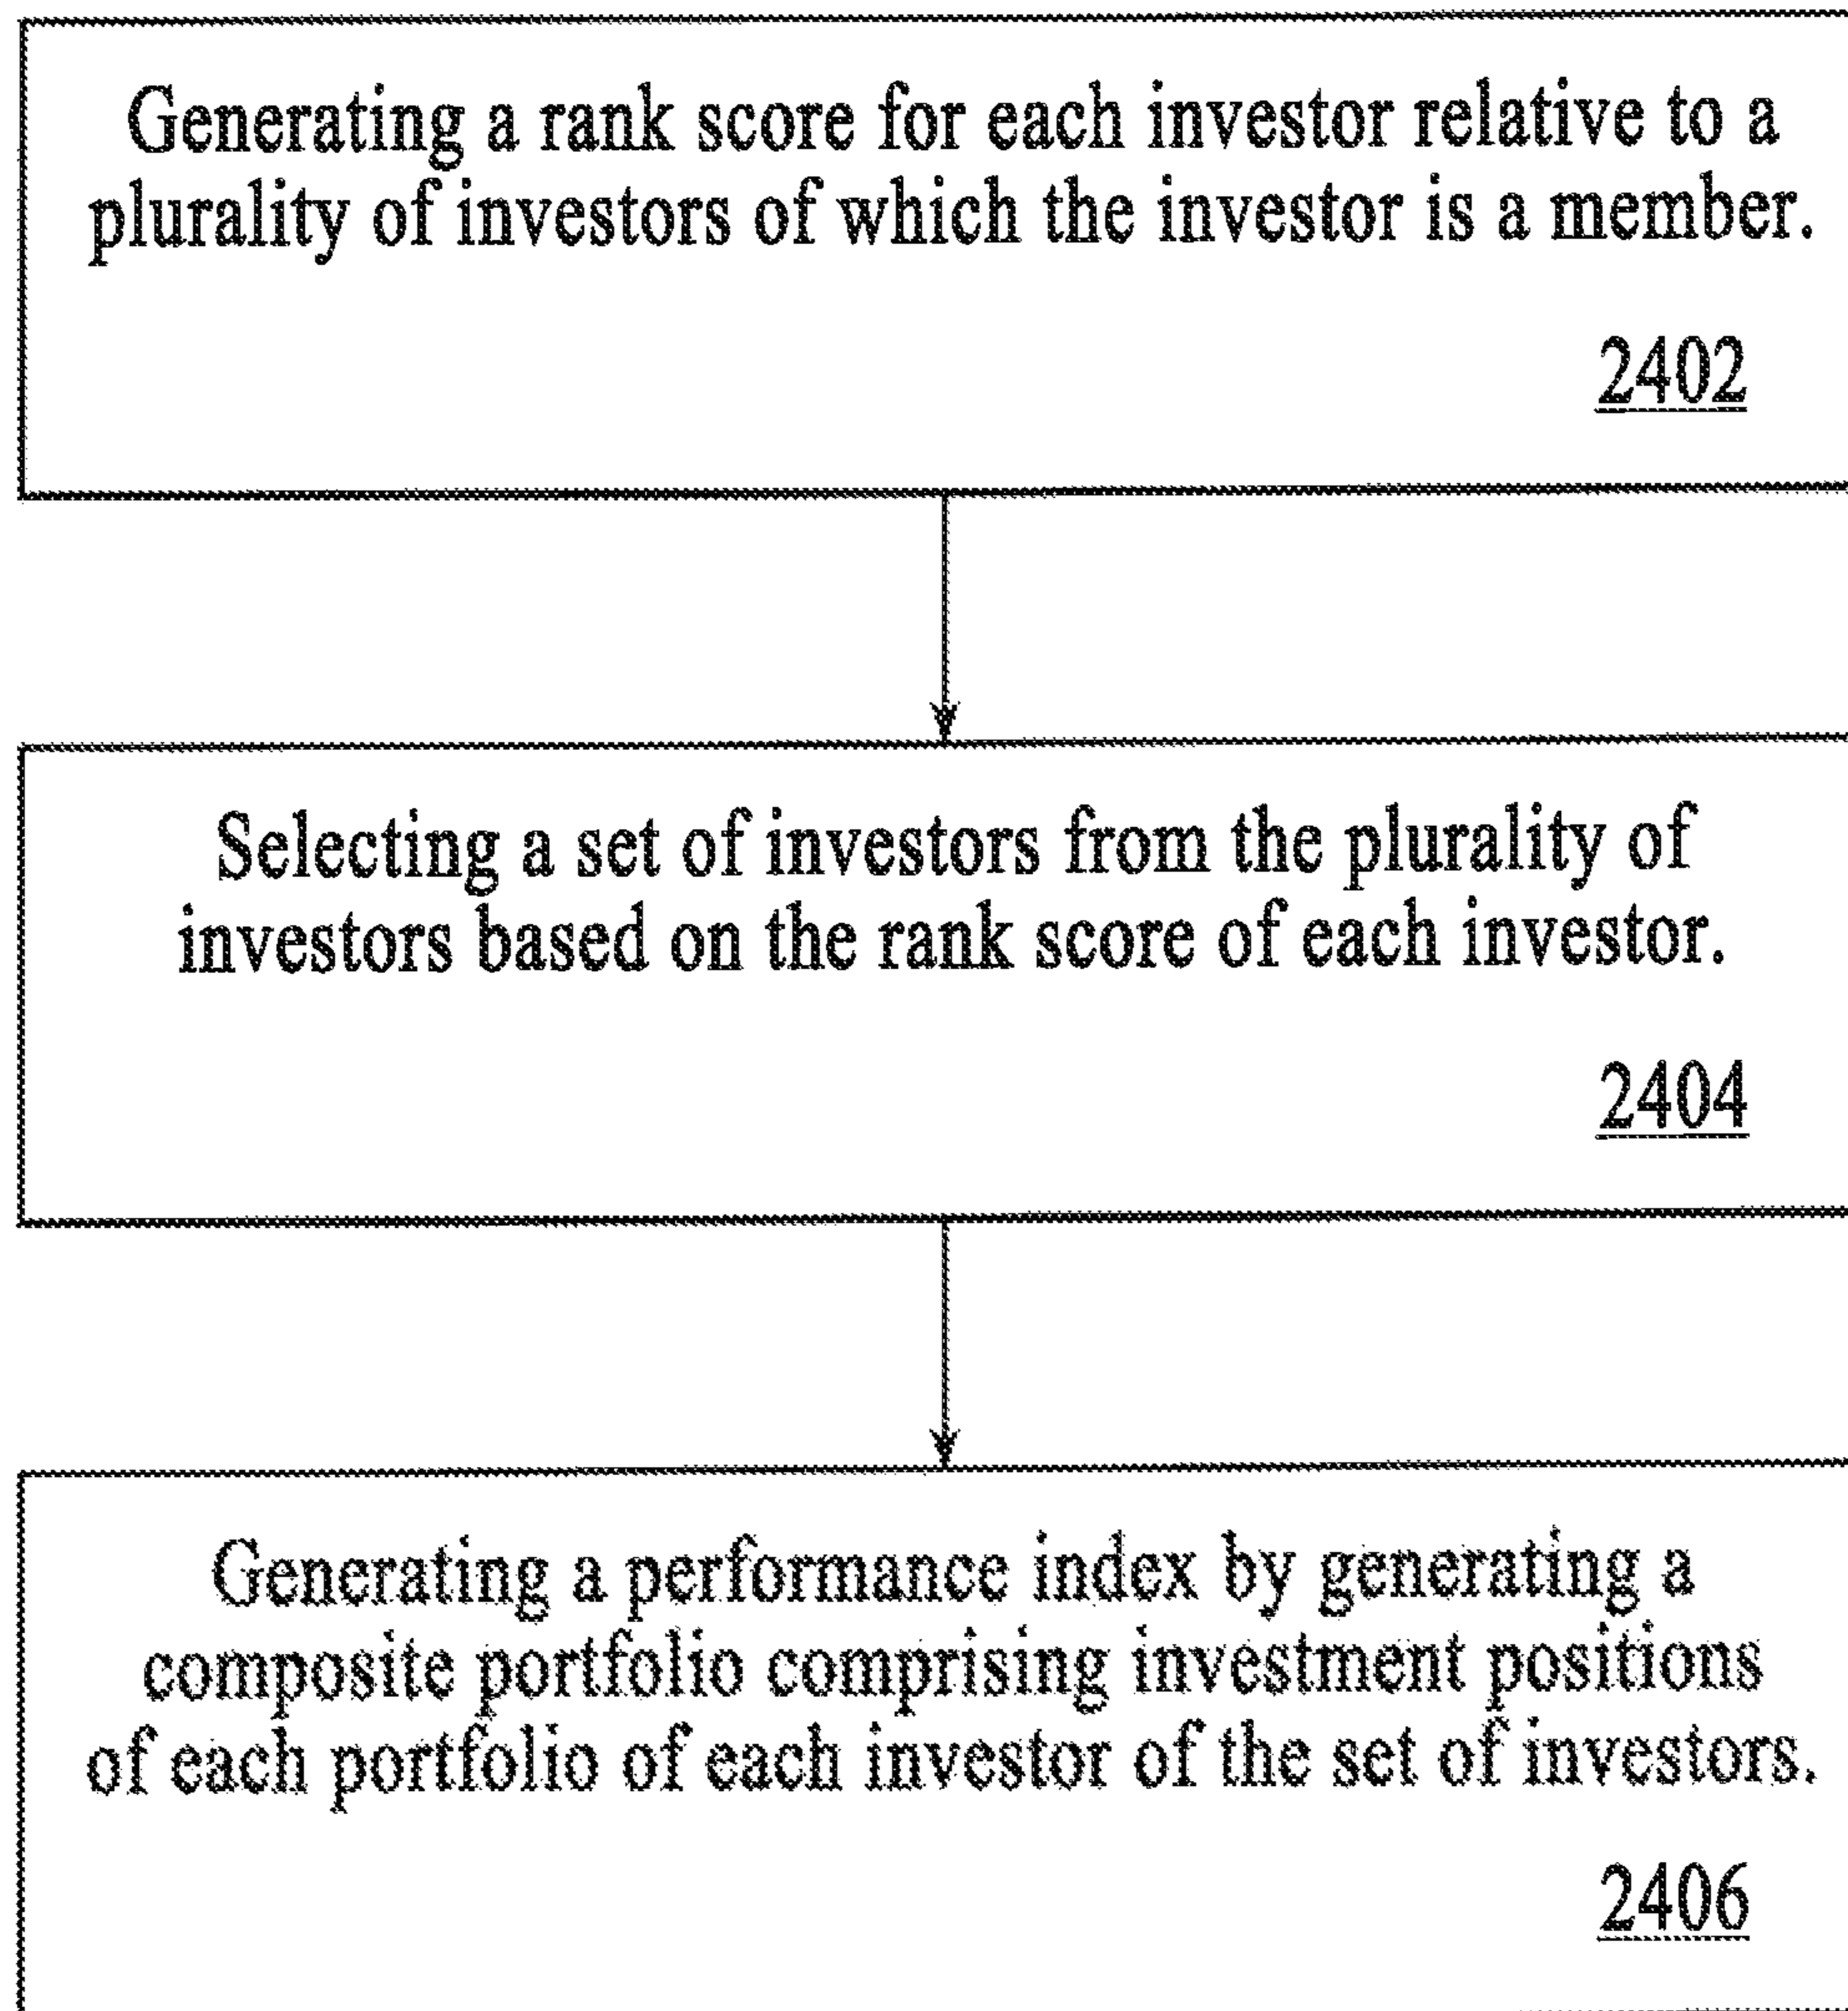 Generating a rank score for each investor relative to a
plurality of investors of which the investor is a member.
2402
Selecting a set of investors from the plurality of
investors based on the rank score of each investor.
2404
Generating a performance index by generating a
composite portfolio comprising investment positions
of each portfolio of each investor of the set of investors.
2406